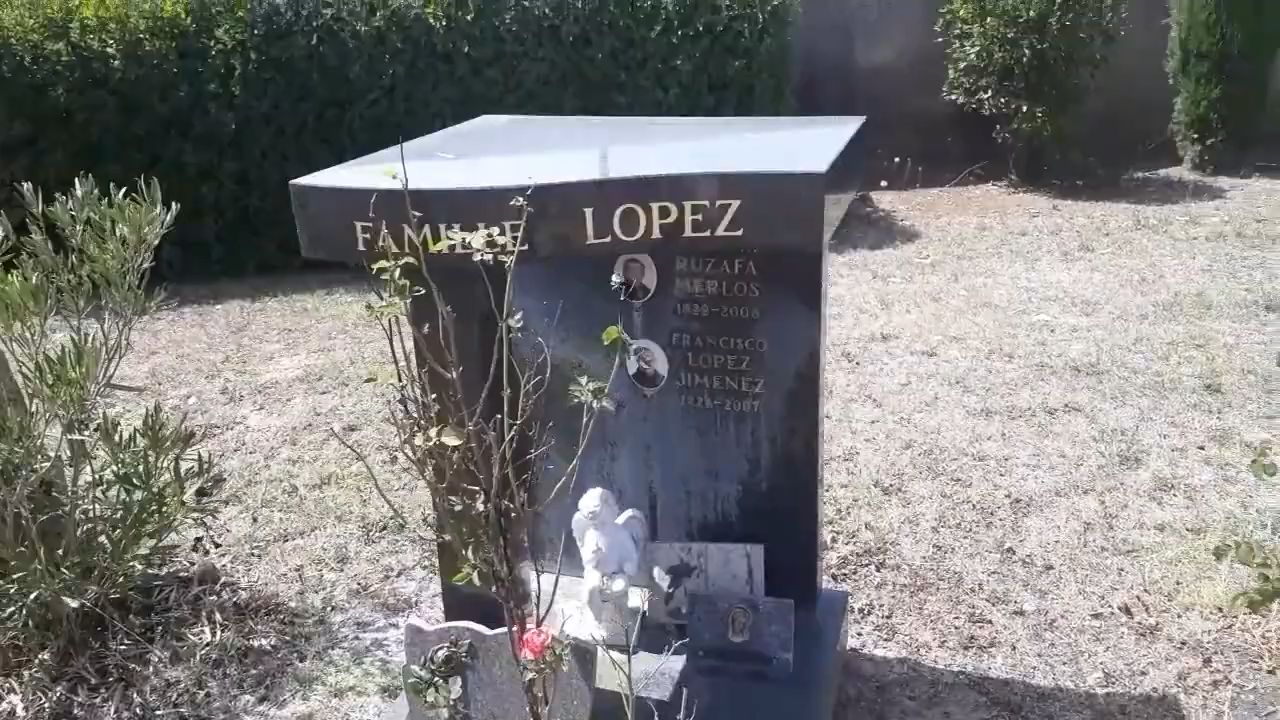 FAMILLE LOPEZ
RUZAFA
MERLOS
FRANCISCO
LOPEZ
JIMENEZ